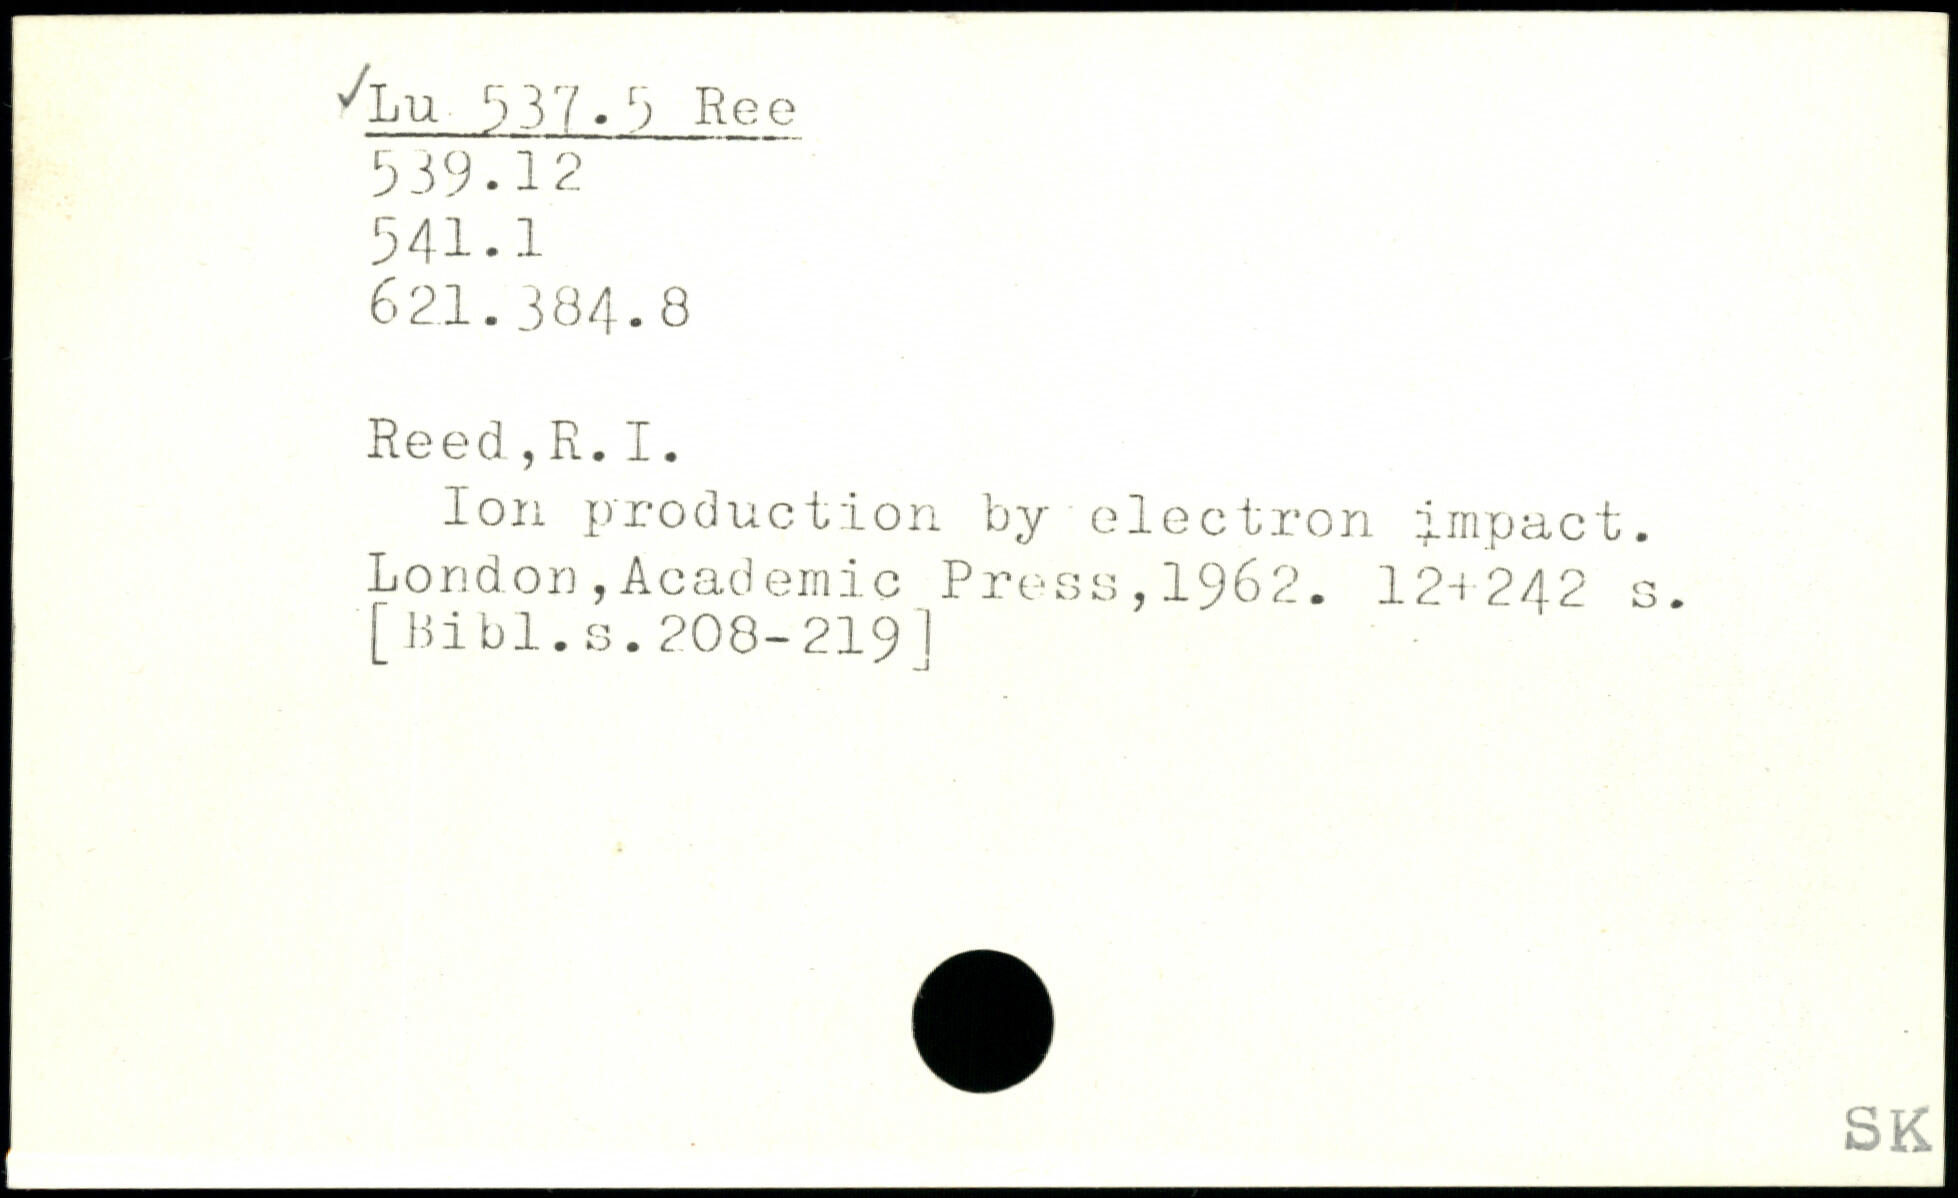 ✓Lu 537.5 Ree
539.12
541.1
621.384.8
Reed,R.I.
Ion production by electron impact.
London,Academic Press,1962. 12+242 s.
[Bibl.s.208-219]
SK